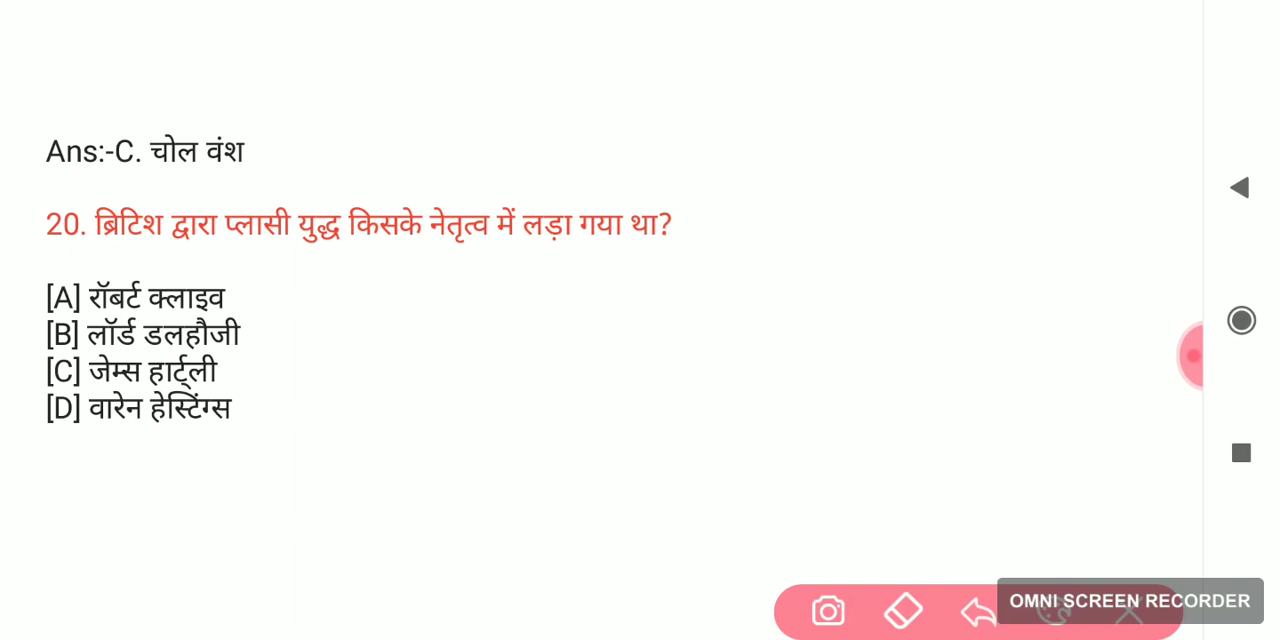 Ans:-C. चोल वंश
20. ब्रिटिश द्वारा प्लासी युद्ध किसके नेतृत्व में लड़ा गया था?
[A] रॉबर्ट क्लाइव
[B] लॉर्ड डलहौजी
[C] जेम्स हार्ट्ली
[D] वारेन हेस्टिंग्स
OMNI SCREEN RECORDER